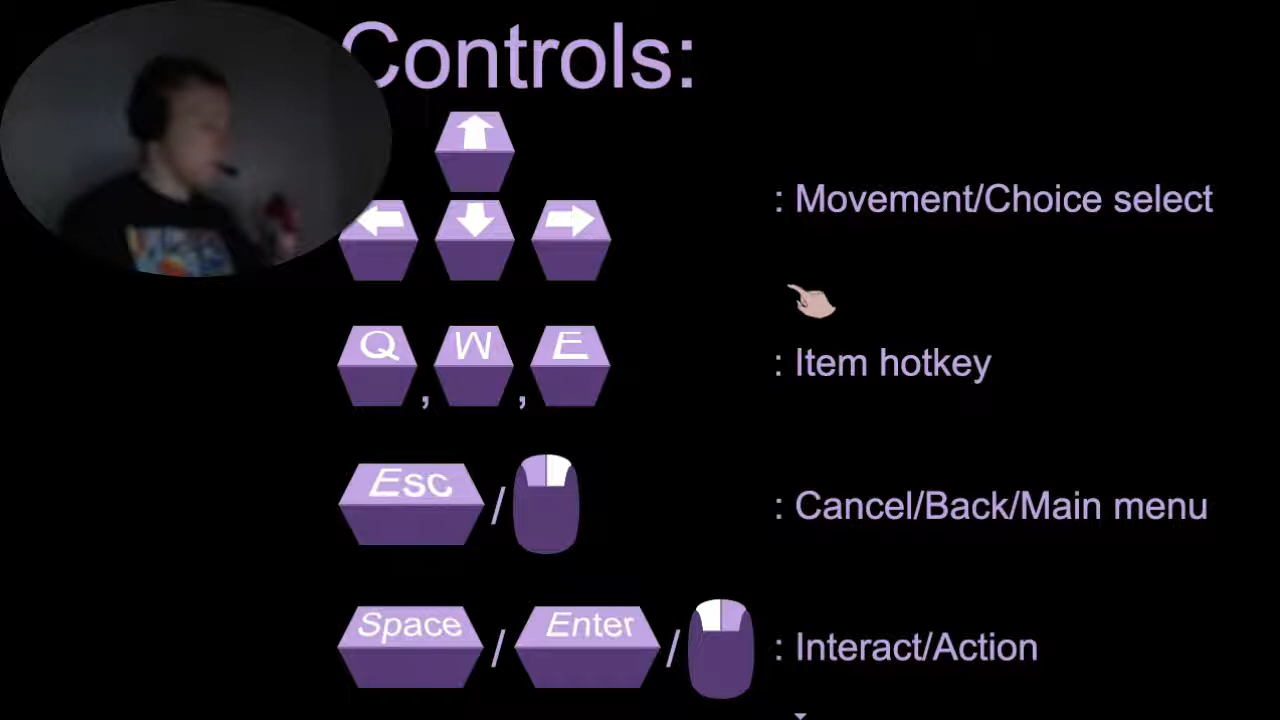 Controls:
: Movement/Choice select
Q , W , E : Item hotkey
Esc / : Cancel/Back/Main menu
Space / Enter / : Interact/Action